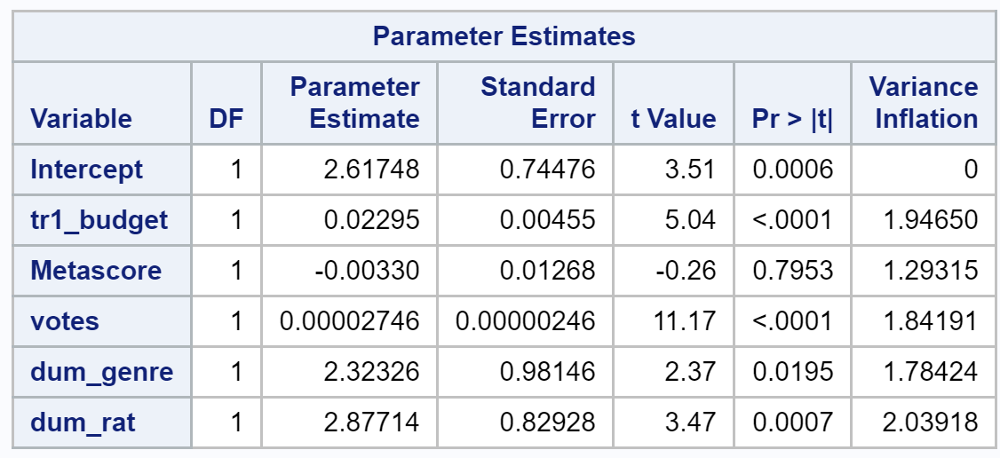 Parameter Estimates
Variable DF Parameter Estimate Standard Error t Value Pr > |t| Variance Inflation
Intercept 1 2.61748 0.74476 3.51 0.0006 0
tr1_budget 1 0.02295 0.00455 5.04 <.0001 1.94650
Metascore 1 -0.00330 0.01268 -0.26 0.7953 1.29315
votes 1 0.00002746 0.00000246 11.17 <.0001 1.84191
dum_genre 1 2.32326 0.98146 2.37 0.0195 1.78424
dum_rat 1 2.87714 0.82928 3.47 0.0007 2.03918